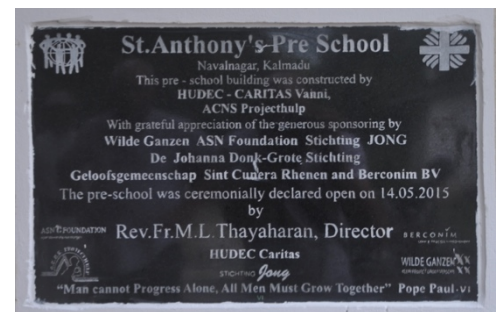 St.Anthony's Pre School
Navalnagar, Kalmadu
This pre - school building was constructed by
HUDEC - CARITAS Vanni,
ACNS Projecthulp
With grateful appreciation of the generous sponsoring by
Wilde Ganzen ASN Foundation Stichting JONG
De Johanna Donk-Grote Stichting
Geloofsgemeenschap Sint Cunera Rhenen and Berconim BV
The pre-school was ceremonially declared open on 14.05.2015
by
ASN FOUNDATION
Rev.Fr.M.L.Thayaharan, Director
BERCONIM
HUDEC Caritas
STICHTING Jong
WILDE GANZEN
"Man cannot Progress Alone, All Men Must Grow Together" Pope Paul-VI